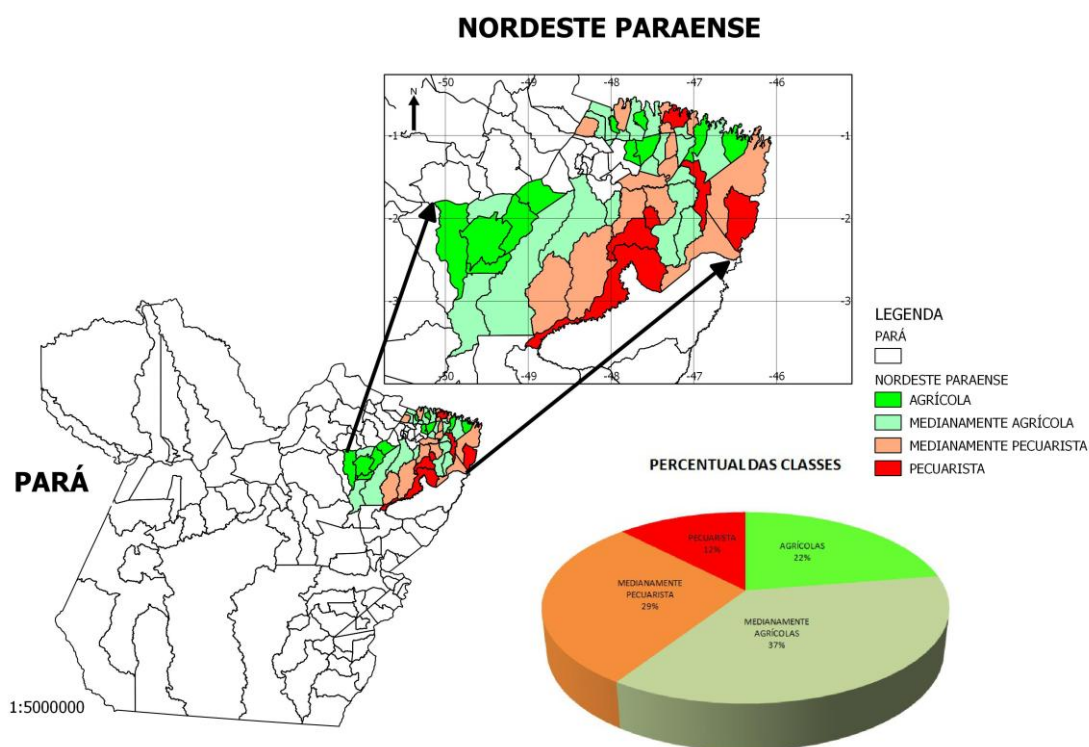 NORDESTE PARAENSE
-50
-49
-48
-47
-46
N
-1
-1
-2
-2
-3
-3
-50
-49
-48
-47
-46
LEGENDA
PARÁ
NORDESTE PARAENSE
AGRÍCOLA
MEDIANAMENTE AGRÍCOLA
MEDIANAMENTE PECUARISTA
PECUARISTA
PARÁ
1:5000000
PERCENTUAL DAS CLASSES
PECUARISTA
12%
AGRÍCOLAS
22%
MEDIANAMENTE
PECUARISTA
29%
MEDIANAMENTE
AGRÍCOLAS
37%